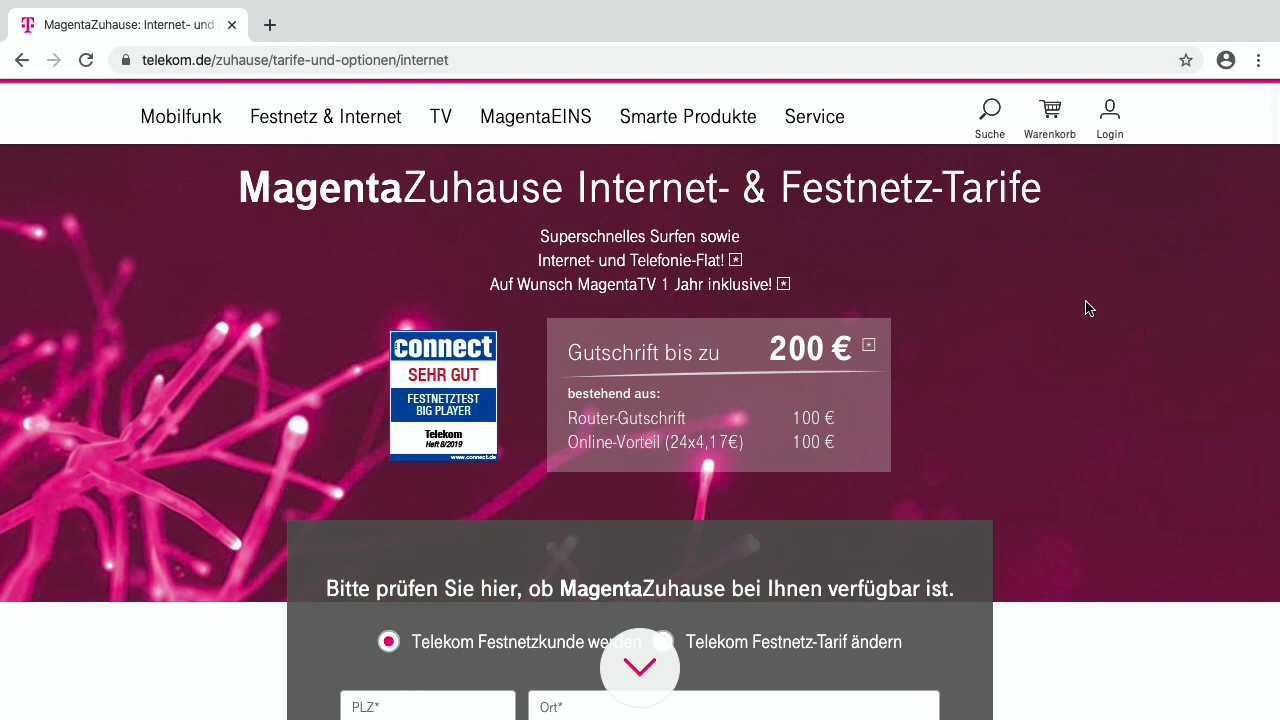 MagentaZuhause: Internet- und
telekom.de/zuhause/tarife-und-optionen/internet
Mobilfunk Festnetz & Internet TV MagentaEINS Smarte Produkte Service
Suche Warenkorb Login
MagentaZuhause Internet- & Festnetz-Tarife
Superschnelles Surfen sowie
Internet- und Telefonie-Flat!
Auf Wunsch MagentaTV 1 Jahr inklusive!
connect
SEHR GUT
FESTNETZTEST
BIG PLAYER
Telekom
Heft 8/2019
www.connect.de
Gutschrift bis zu 200 €
bestehend aus:
Router-Gutschrift 100 €
Online-Vorteil (24x4,17€) 100 €
Bitte prüfen Sie hier, ob MagentaZuhause bei Ihnen verfügbar ist.
Telekom Festnetzkunde werden Telekom Festnetz-Tarif ändern
PLZ* Ort*